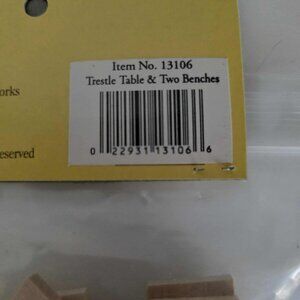 Item No. 13106
Trestle Table & Two Benches
orks
0 22931 13106 6
eserved